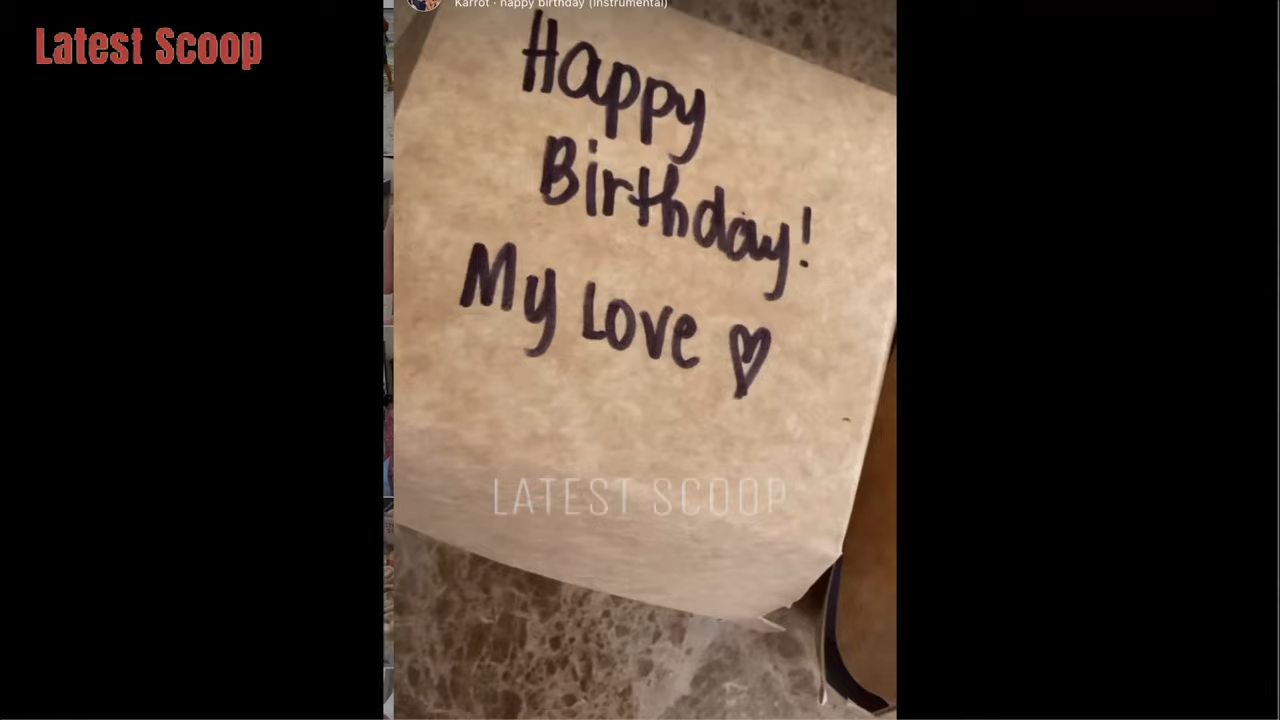 Karrot · happy birthday (instrumental)
Latest Scoop
Happy
Birthday!
My Love ♡
LATEST SCOOP